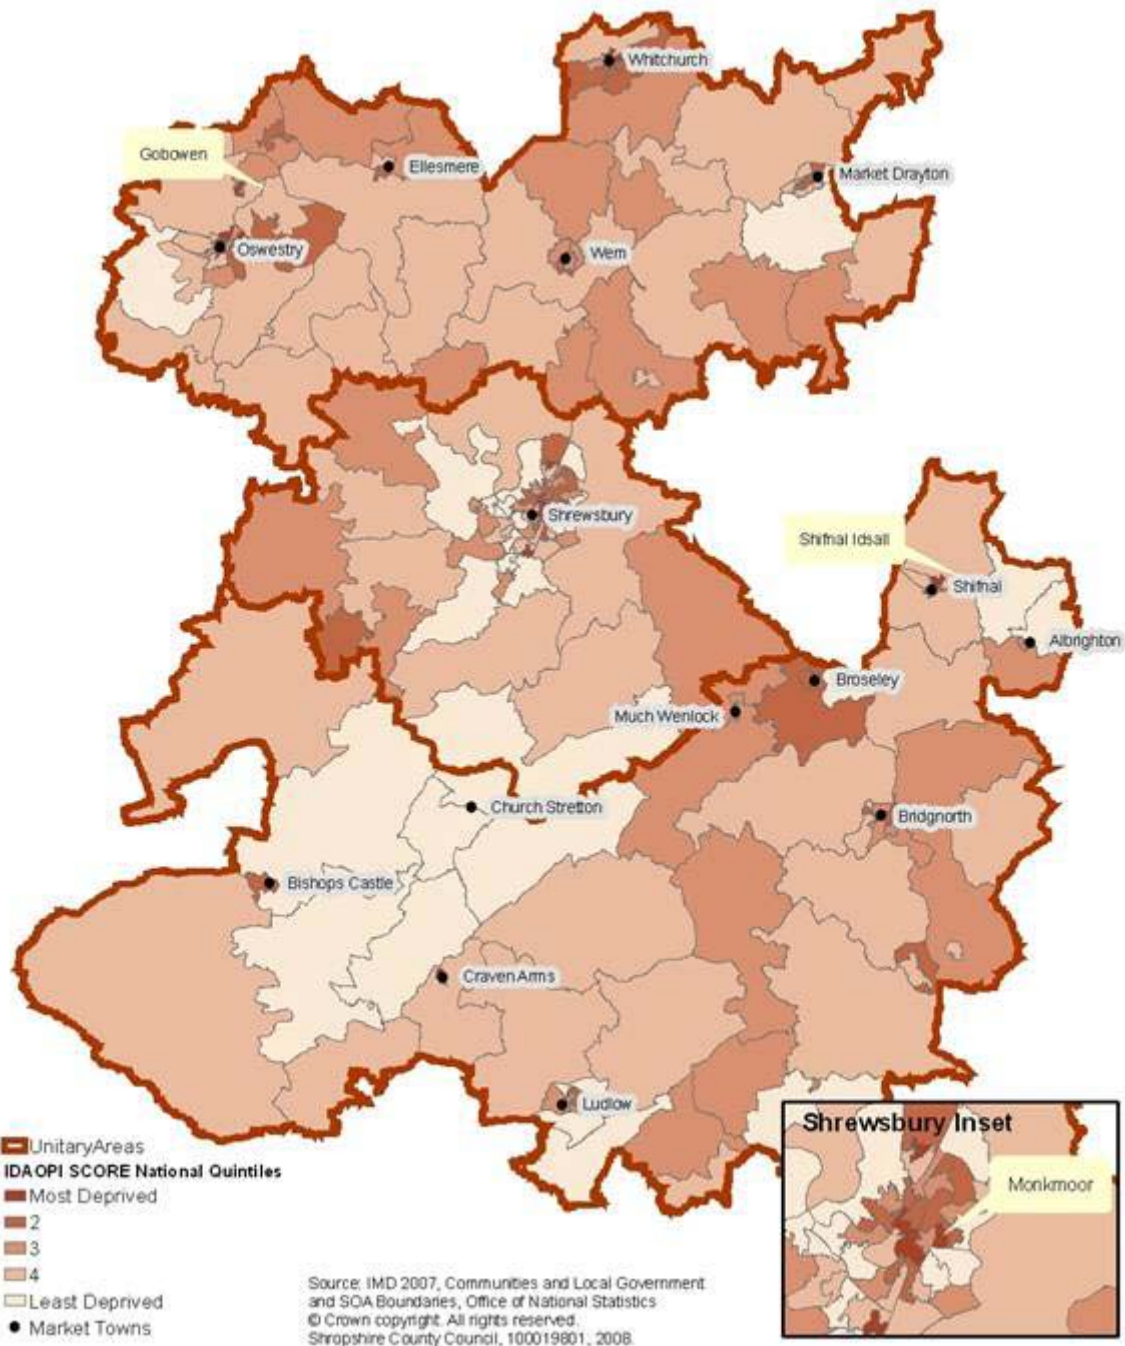 Whitchurch
Gobowen
Ellesmere
Market Drayton
Oswestry
Wem
Shrewsbury
Shifnal Idsall
Shifnal
Albrighton
Broseley
Much Wenlock
Church Stretton
Bridgnorth
Bishops Castle
Craven Arms
Ludlow
Shrewsbury Inset
Monkmoor
UnitaryAreas
IDAOPI SCORE National Quintiles
Most Deprived
2
3
4
Least Deprived
Market Towns
Source: IMD 2007, Communities and Local Government
and SOA Boundaries, Office of National Statistics
© Crown copyright. All rights reserved.
Shropshire County Council, 100019801, 2008.